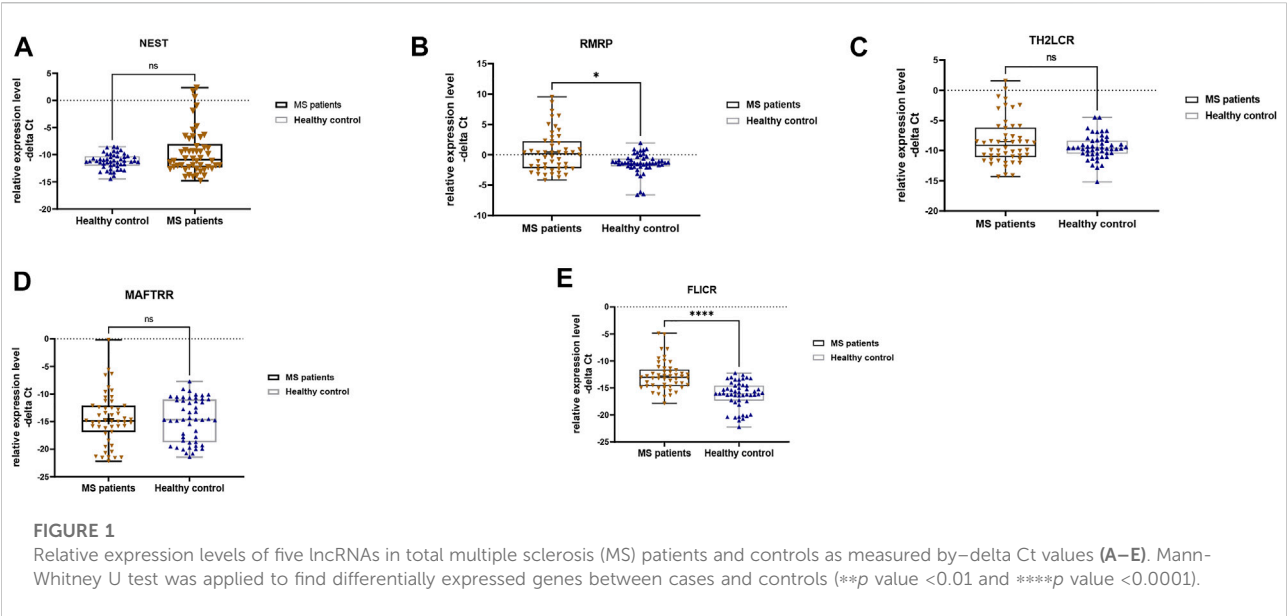 A
NEST
relative expression level
-delta Ct
5
0
-5
-10
-15
-20
ns
Healthy control
MS patients
MS patients
Healthy control
B
RMRP
relative expression level
-delta Ct
15
10
5
0
-5
-10
*
MS patients
Healthy control
MS patients
Healthy control
C
TH2LCR
relative expression level
-delta Ct
5
0
-5
-10
-15
-20
ns
MS patients
Healthy control
MS patients
Healthy control
D
MAFTRR
relative expression level
-delta Ct
0
-5
-10
-15
-20
-25
ns
MS patients
Healthy control
MS patients
Healthy control
E
FLICR
relative expression level
-delta Ct
0
-5
-10
-15
-20
-25
****
MS patients
Healthy control
MS patients
Healthy control
FIGURE 1
Relative expression levels of five lncRNAs in total multiple sclerosis (MS) patients and controls as measured by–delta Ct values (A–E). Mann-
Whitney U test was applied to find differentially expressed genes between cases and controls (**p value <0.01 and ****p value <0.0001).